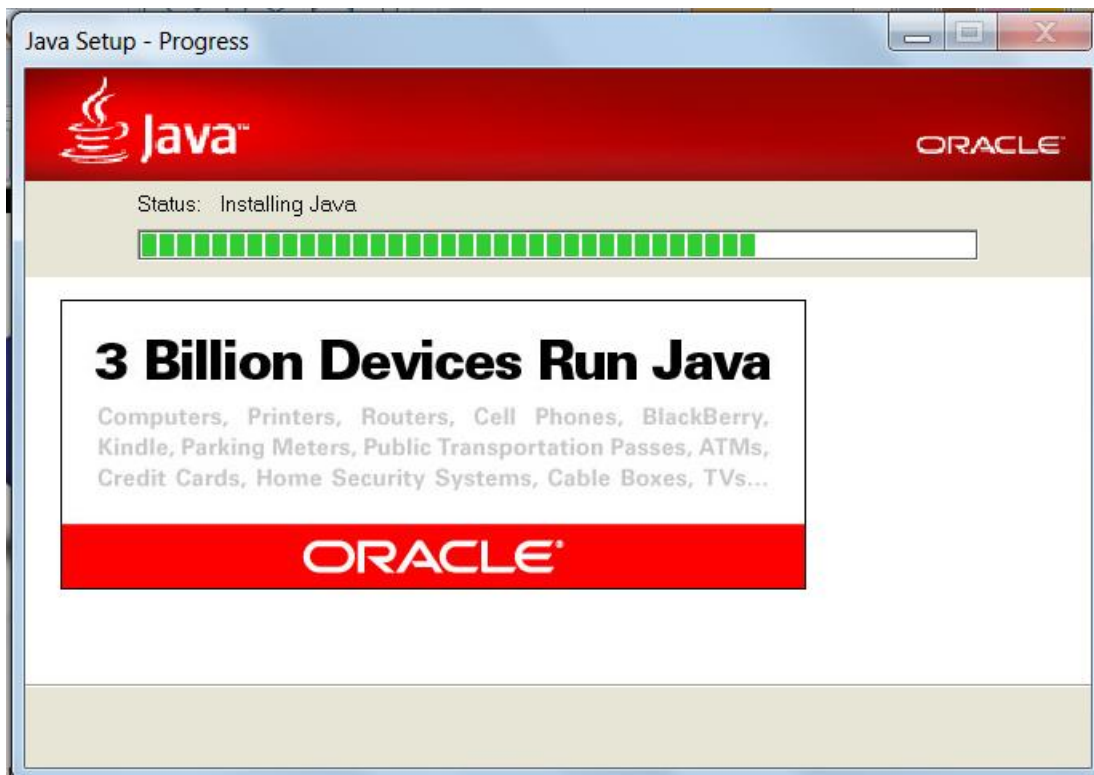 Java Setup - Progress
Java™
ORACLE
Status: Installing Java
3 Billion Devices Run Java
Computers, Printers, Routers, Cell Phones, BlackBerry,
Kindle, Parking Meters, Public Transportation Passes, ATMs,
Credit Cards, Home Security Systems, Cable Boxes, TVs...
ORACLE